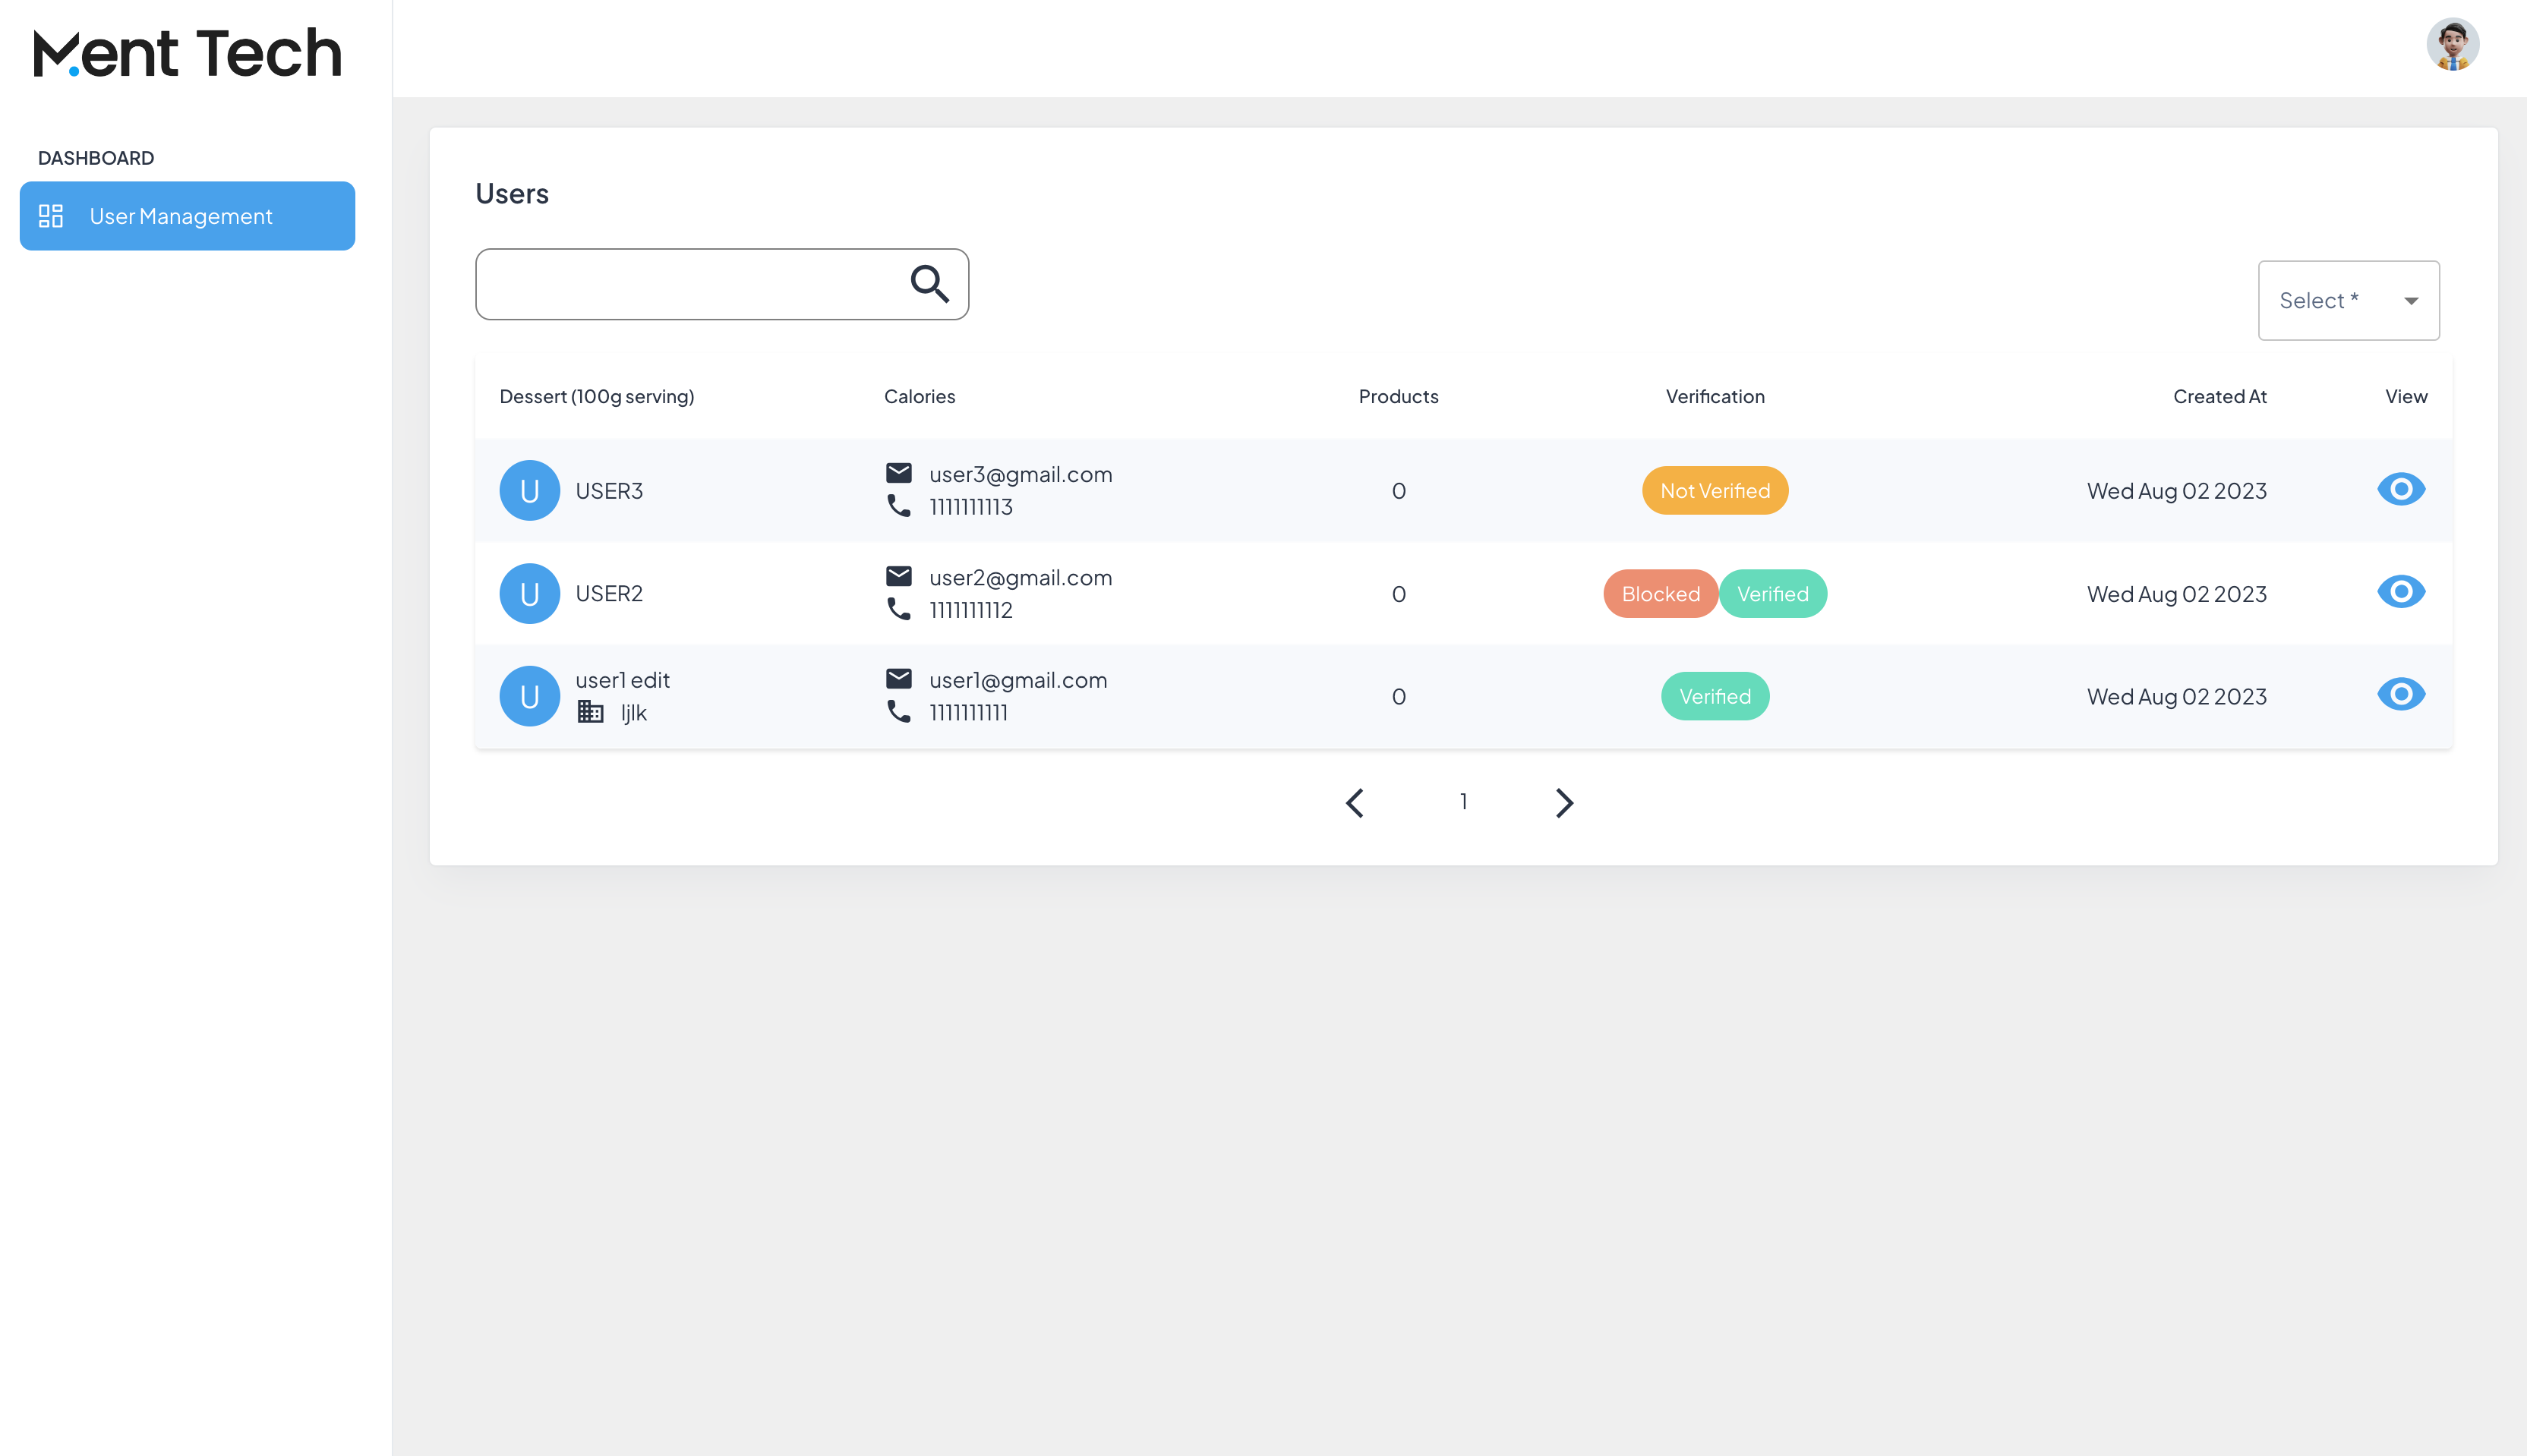 Ment Tech
DASHBOARD
User Management
Users
Select *
Dessert (100g serving) Calories Products Verification Created At View
U USER3 user3@gmail.com 1111111113 0 Not Verified Wed Aug 02 2023
U USER2 user2@gmail.com 1111111112 0 Blocked Verified Wed Aug 02 2023
U user1 edit ljlk user1@gmail.com 1111111111 0 Verified Wed Aug 02 2023
1